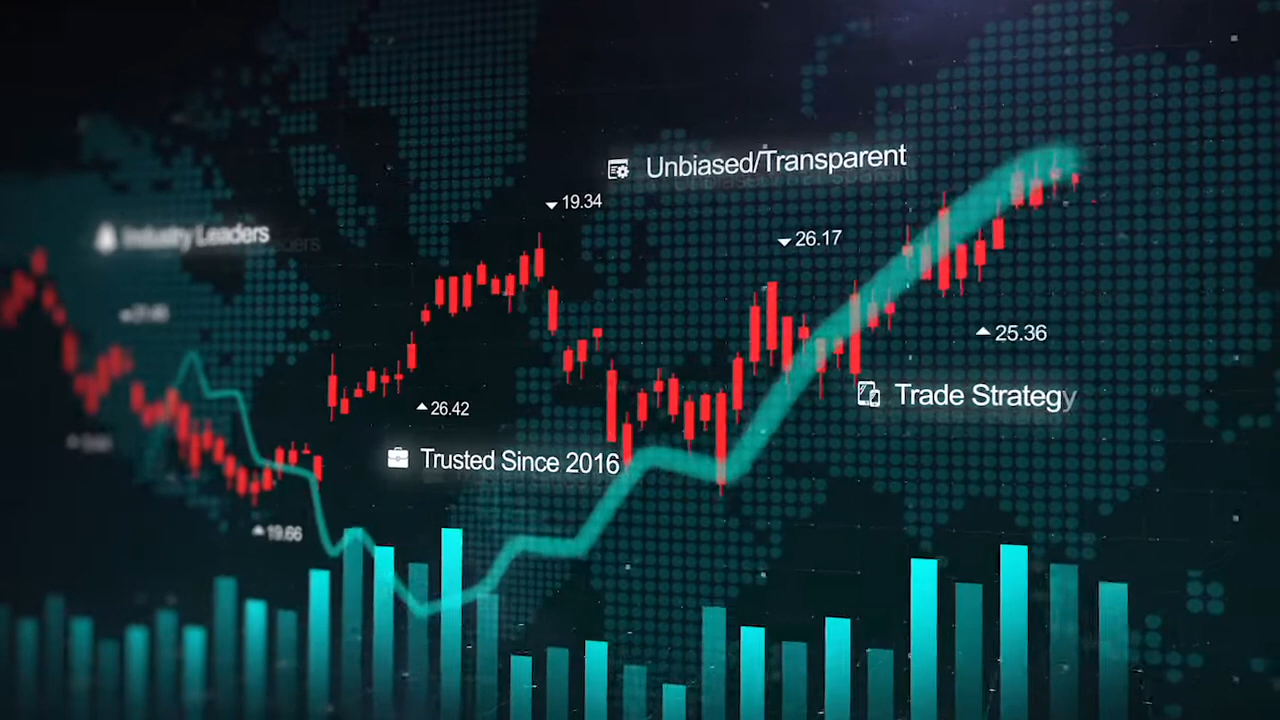 Unbiased/Transparent
19.34
Industry Leaders
26.17
25.36
Trade Strategy
26.42
Trusted Since 2016
19.66